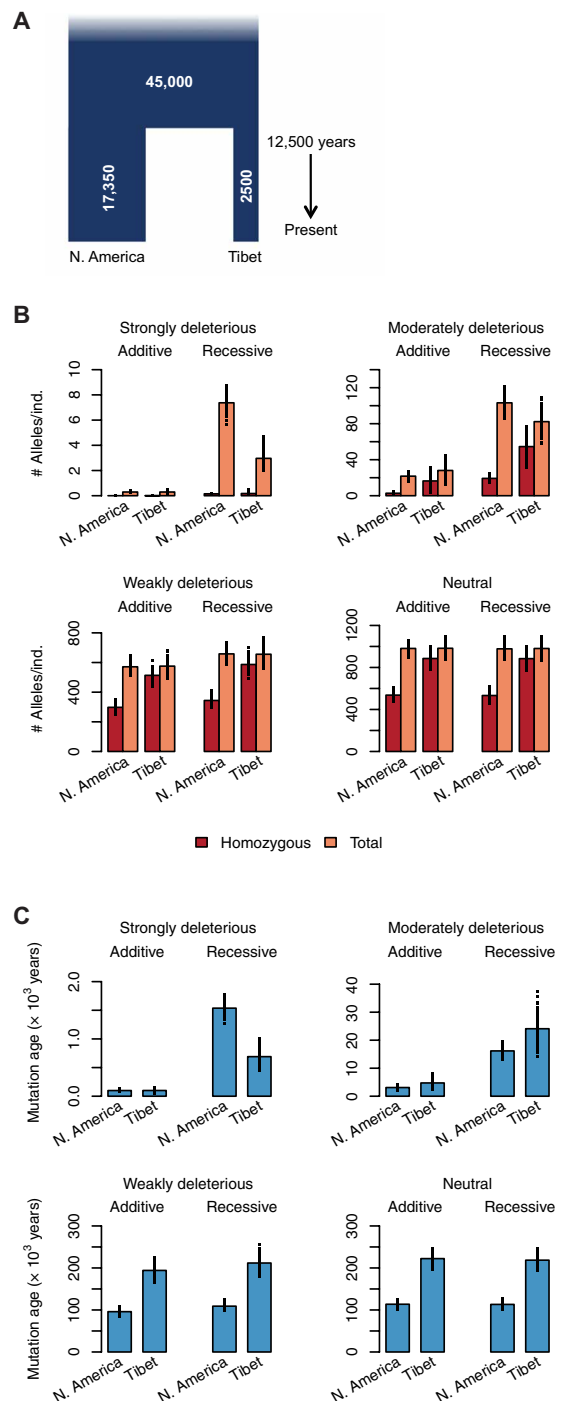 A
45,000
17,350
2500
12,500 years
Present
N. America
Tibet
B
Strongly deleterious
Additive
Recessive
# Alleles/ind.
10
8
6
4
2
0
N. America
Tibet
N. America
Tibet
Moderately deleterious
Additive
Recessive
120
80
40
0
N. America
Tibet
N. America
Tibet
Weakly deleterious
Additive
Recessive
# Alleles/ind.
800
400
0
N. America
Tibet
N. America
Tibet
Neutral
Additive
Recessive
1200
800
400
0
N. America
Tibet
N. America
Tibet
Homozygous
Total
C
Strongly deleterious
Additive
Recessive
Mutation age (× 10³ years)
2.0
1.0
0.0
N. America
Tibet
N. America
Tibet
Moderately deleterious
Additive
Recessive
40
30
20
10
0
N. America
Tibet
N. America
Tibet
Weakly deleterious
Additive
Recessive
Mutation age (× 10³ years)
300
200
100
0
N. America
Tibet
N. America
Tibet
Neutral
Additive
Recessive
300
200
100
0
N. America
Tibet
N. America
Tibet